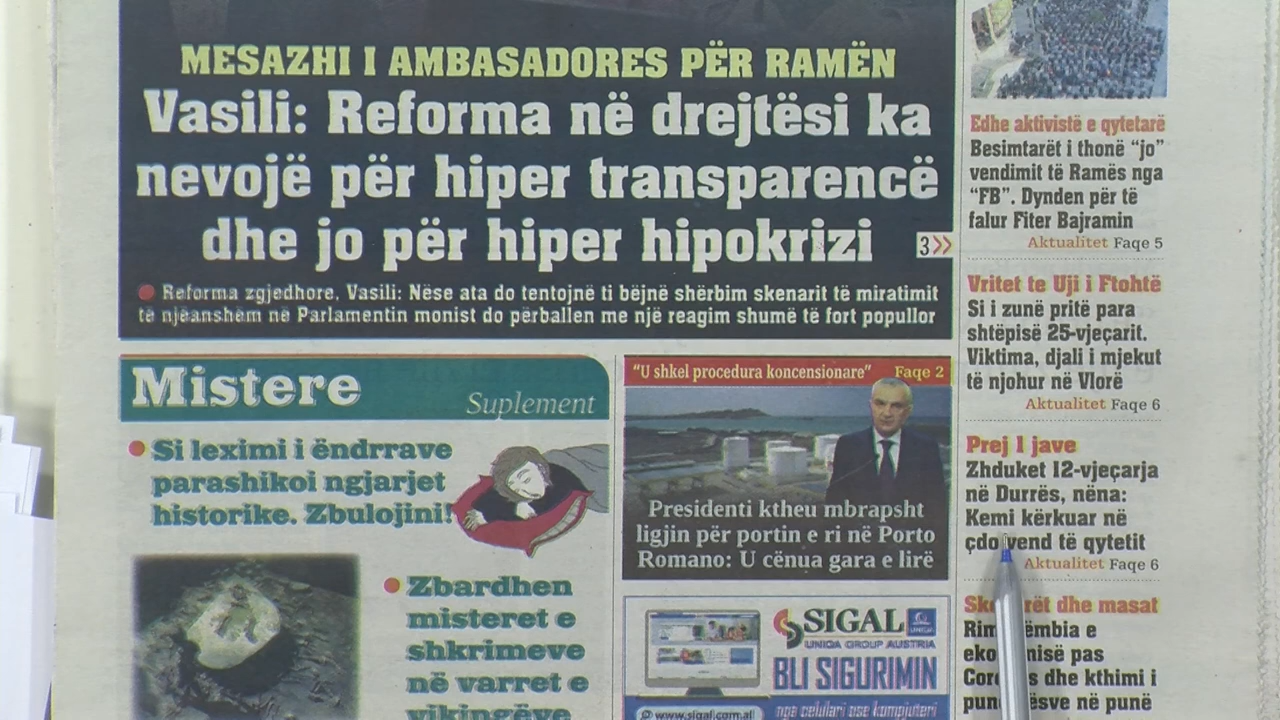 MESAZHI I AMBASADORES PËR RAMËN
Vasili: Reforma në drejtësi ka
nevojë për hiper transparencë
dhe jo për hiper hipokrizi
3
Reforma zgjedhore, Vasili: Nëse ata do tentojnë ti bëjnë shërbim skenarit të miratimit
të njëanshëm në Parlamentin monist do përballen me një reagim shumë të fort popullor
Mistere
Suplement
Si leximi i ëndrrave
parashikoi ngjarjet
historike. Zbulojini!
Zbardhen
misteret e
shkrimeve
në varret e
vikingëve
"U shkel procedura koncensionare" Faqe 2
Presidenti ktheu mbrapsht
ligjin për portin e ri në Porto
Romano: U cënua gara e lirë
SIGAL
UNIQA
UNIQA GROUP AUSTRIA
BLI SIGURIMIN
nga celulari ose kompjuteri
www.sigal.com.al
Edhe aktivistë e qytetarë
Besimtarët i thonë "jo"
vendimit të Ramës nga
"FB". Dynden për të
falur Fiter Bajramin
Aktualitet Faqe 5
Vritet te Uji i Ftohtë
Si i zunë pritë para
shtëpisë 25-vjeçarit.
Viktima, djali i mjekut
të njohur në Vlorë
Aktualitet Faqe 6
Prej 1 jave
Zhduket 12-vjeçarja
në Durrës, nëna:
Kemi kërkuar në
çdo vend të qytetit
Aktualitet Faqe 6
dhe masat
e
pas
dhe kthimi i
në punë